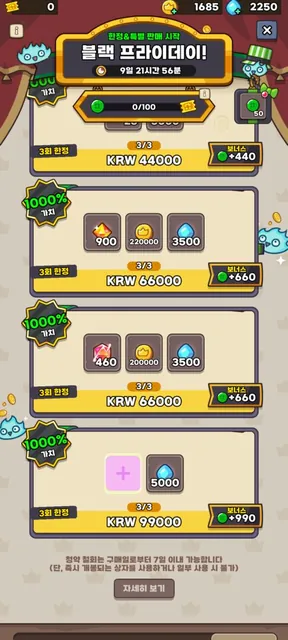 0
1685
2250
한정&특별 판매 시작
블랙 프라이데이!
9일 21시간 56분
0/100
50
가치
3회 한정
3/3
KRW 44000
보너스
+440
1000%
가치
900
220000
3500
3회 한정
3/3
KRW 66000
보너스
+660
1000%
가치
460
200000
3500
3회 한정
3/3
KRW 66000
보너스
+660
1000%
가치
5000
3회 한정
3/3
KRW 99000
보너스
+990
청약 철회는 구매일로부터 7일 이내 가능합니다
(단, 즉시 개봉되는 상자를 사용하거나 일부 사용 시 불가)
자세히 보기